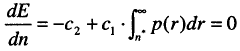 dE/dn = -c₂ + c₁ · ∫_{n*}^{∞} p(r)dr = 0